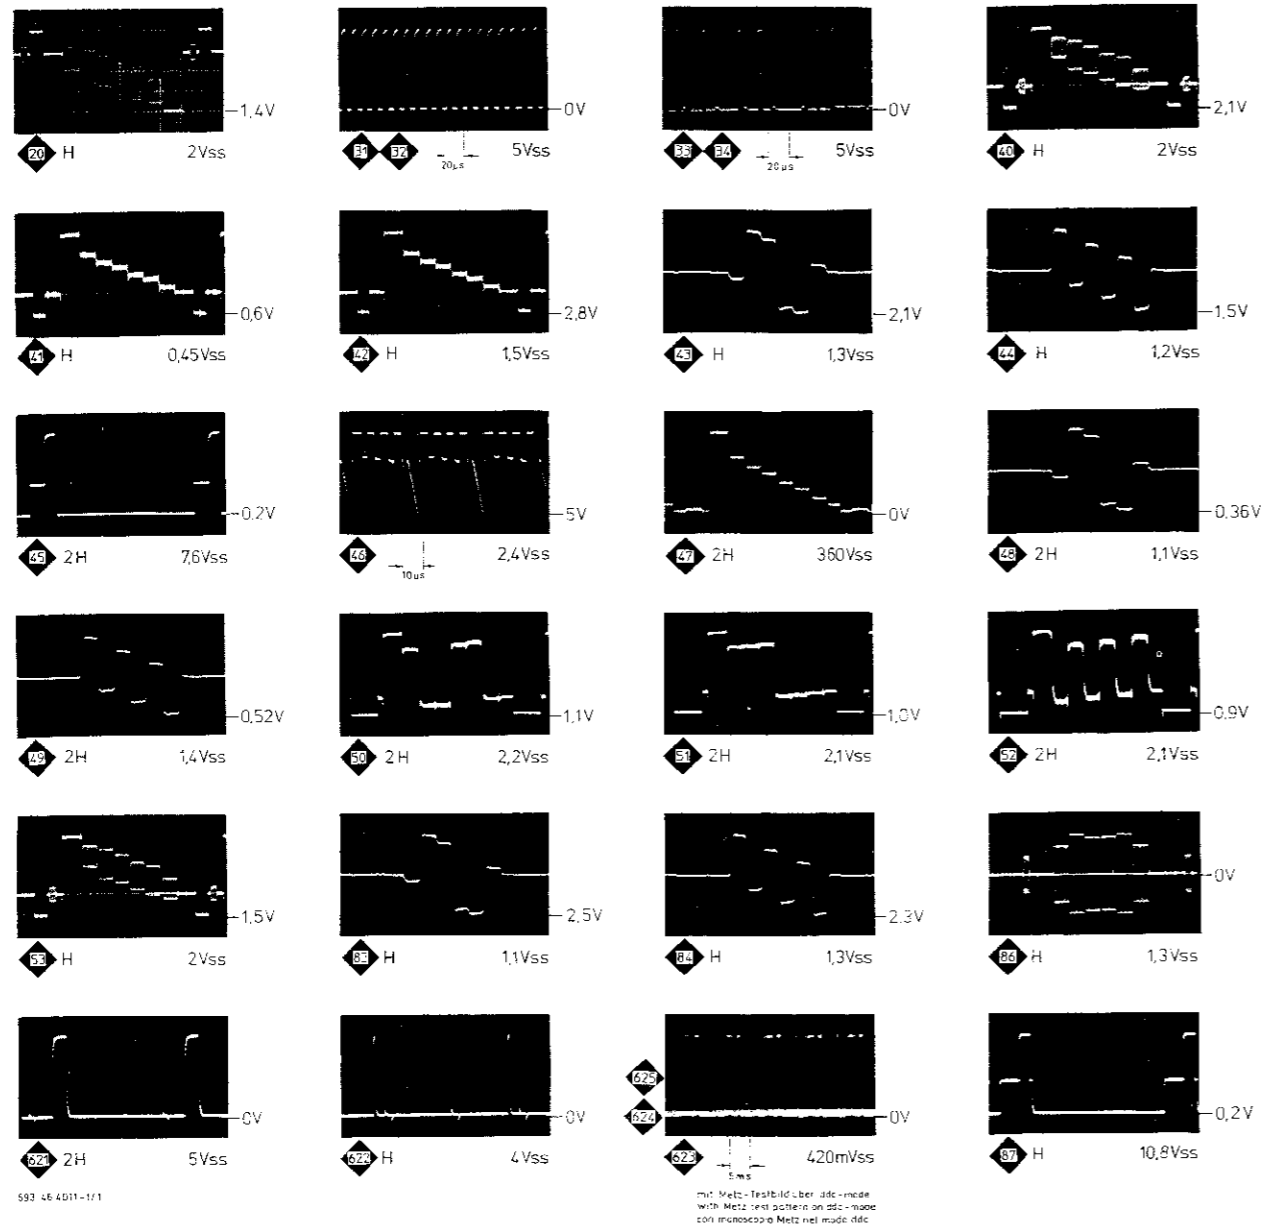 1,4V
20 H 2Vss
0V
31 32 20µs 5Vss
0V
33 34 20µs 5Vss
2,1V
40 H 2Vss
0,6V
41 H 0,45Vss
2,8V
42 H 1,5Vss
2,1V
43 H 1,3Vss
1,5V
44 H 1,2Vss
0.2V
45 2H 7,6Vss
5V
46 10µs 2,4Vss
0V
47 2H 360Vss
0.36V
48 2H 1,1Vss
0,52V
49 2H 1,4Vss
1,1V
50 2H 2,2Vss
1,0V
51 2H 2,1Vss
0.9V
52 2H 2,1Vss
1,5V
53 H 2Vss
2,5V
83 H 1,1Vss
2.3V
84 H 1,3Vss
0V
86 H 1,3Vss
0V
621 2H 5Vss
0V
622 H 4Vss
625
624 0V
623 5ms 420mVss
0,2V
87 H 10,8Vss
593 46 4011-1/1
mit Metz-Testbild über ddc-mode
with Metz test pattern on ddc-mode
con monoscopio Metz nel mode ddc